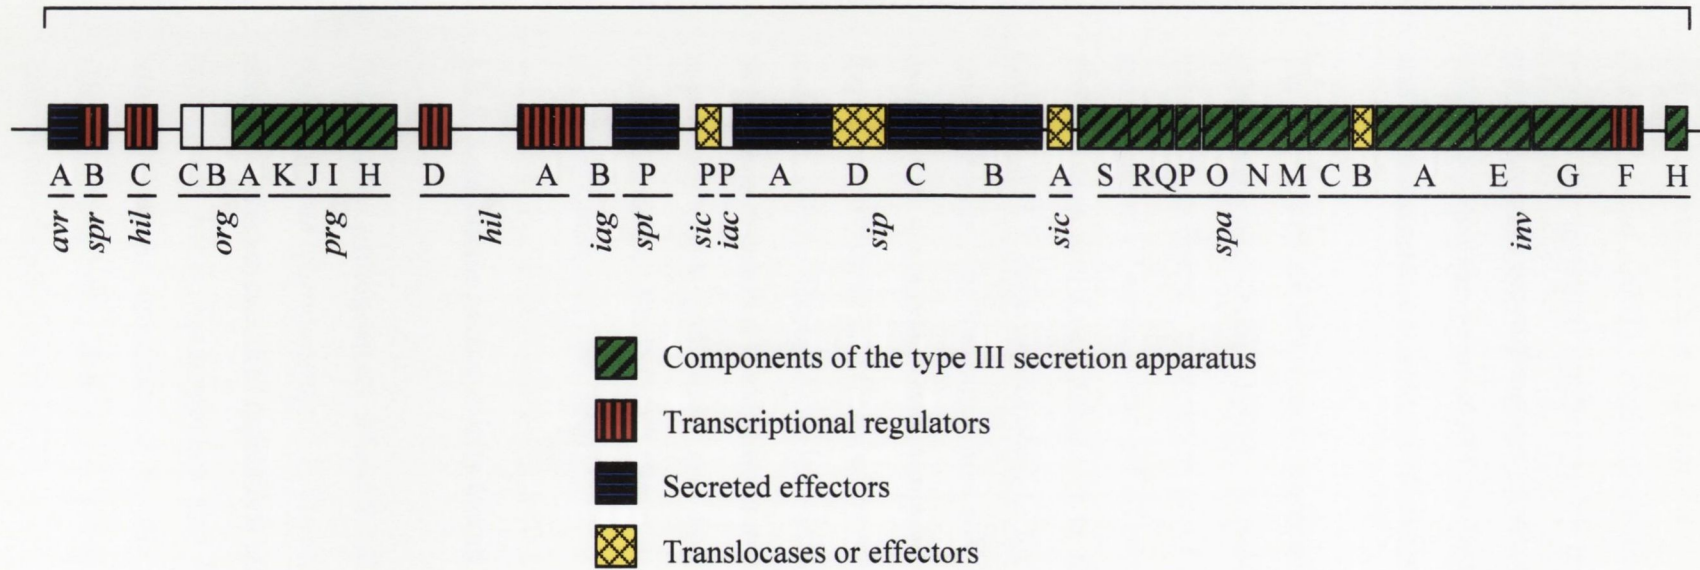 A B C C B A K J I H D A B P P P A D C B A S R Q P O N M C B A E G F H
avr spr hil org prg hil iag spt sic iac sip sic spa inv
Components of the type III secretion apparatus
Transcriptional regulators
Secreted effectors
Translocases or effectors